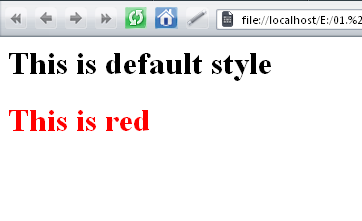 file://localhost/E:/01.%2
This is default style
This is red